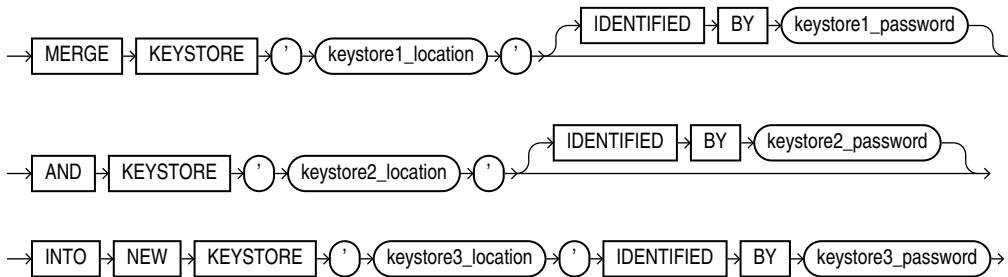 IDENTIFIED BY keystore1_password
MERGE KEYSTORE ' keystore1_location '
IDENTIFIED BY keystore2_password
AND KEYSTORE ' keystore2_location '
INTO NEW KEYSTORE ' keystore3_location ' IDENTIFIED BY keystore3_password